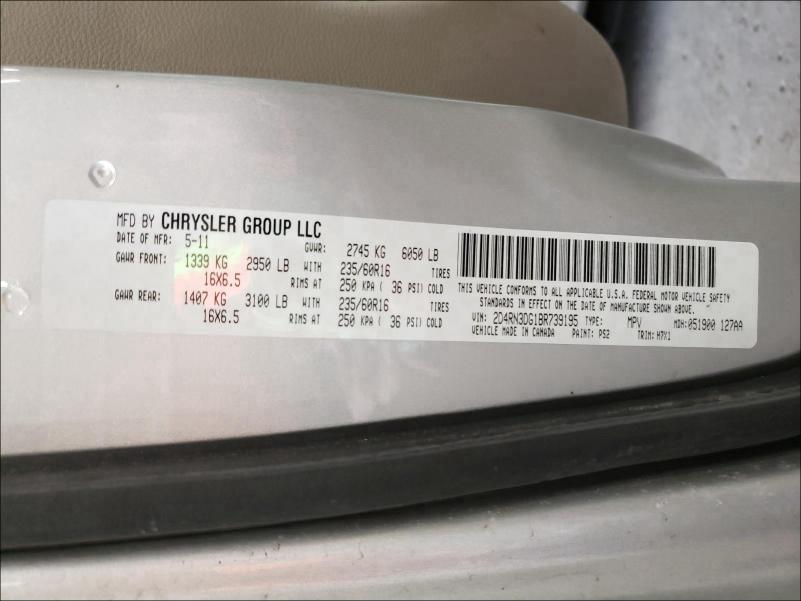 MFD BY CHRYSLER GROUP LLC
DATE OF MFR: 5-11 GVWR: 2745 KG 6050 LB
GAWR FRONT: 1339 KG 2950 LB WITH 235/60R16 TIRES
16X6.5 RIMS AT 250 KPA ( 36 PSI) COLD
GAWR REAR: 1407 KG 3100 LB WITH 235/60R16 TIRES
16X6.5 RIMS AT 250 KPA ( 36 PSI) COLD
THIS VEHICLE CONFORMS TO ALL APPLICABLE U.S.A. FEDERAL MOTOR VEHICLE SAFETY
STANDARDS IN EFFECT ON THE DATE OF MANUFACTURE SHOWN ABOVE.
VIN: 2D4RN3DG1BR739195 TYPE: MPV MDH: 051900 127AA
VEHICLE MADE IN CANADA PAINT: PS2 TRIM: H7X1